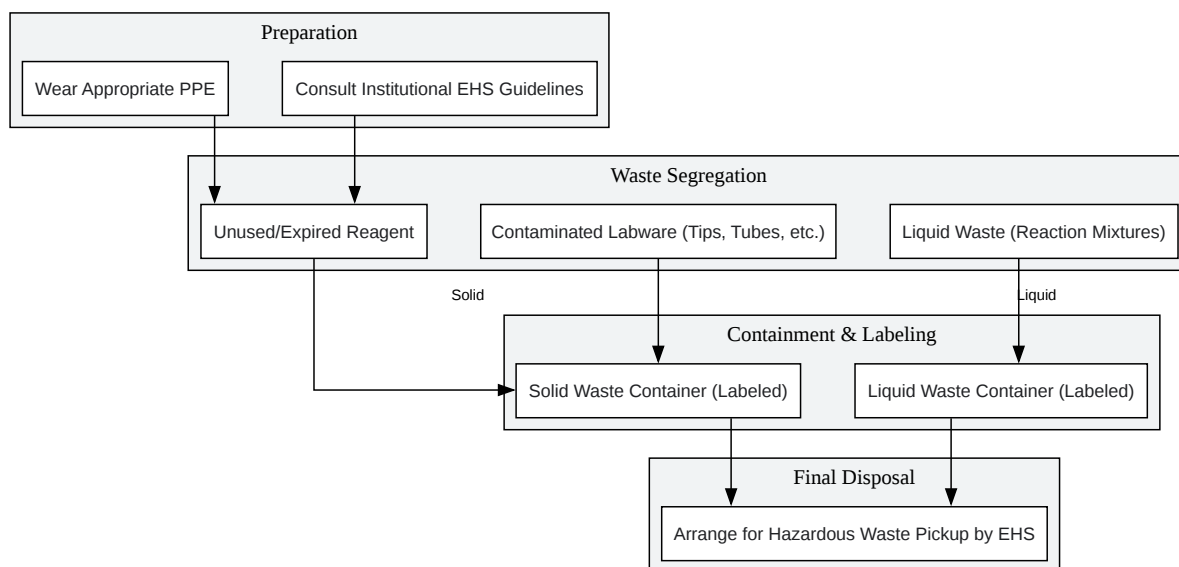 Preparation
Wear Appropriate PPE
Consult Institutional EHS Guidelines
Waste Segregation
Unused/Expired Reagent
Contaminated Labware (Tips, Tubes, etc.)
Liquid Waste (Reaction Mixtures)
Solid
Liquid
Containment & Labeling
Solid Waste Container (Labeled)
Liquid Waste Container (Labeled)
Final Disposal
Arrange for Hazardous Waste Pickup by EHS